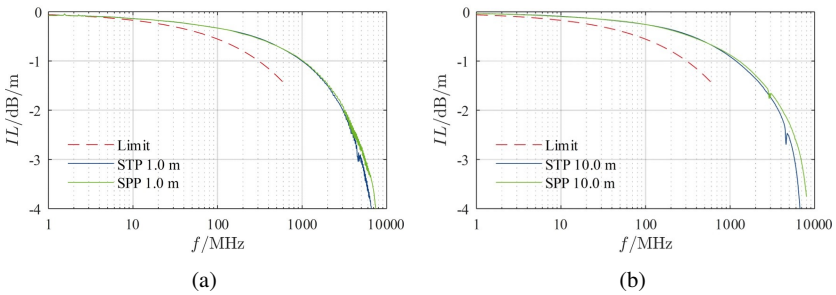 0
-1
-2
-3
-4
IL/dB/m
Limit
STP 1.0 m
SPP 1.0 m
1 10 100 1000 10000
f/MHz
(a)
0
-1
-2
-3
-4
IL/dB/m
Limit
STP 10.0 m
SPP 10.0 m
1 10 100 1000 10000
f/MHz
(b)